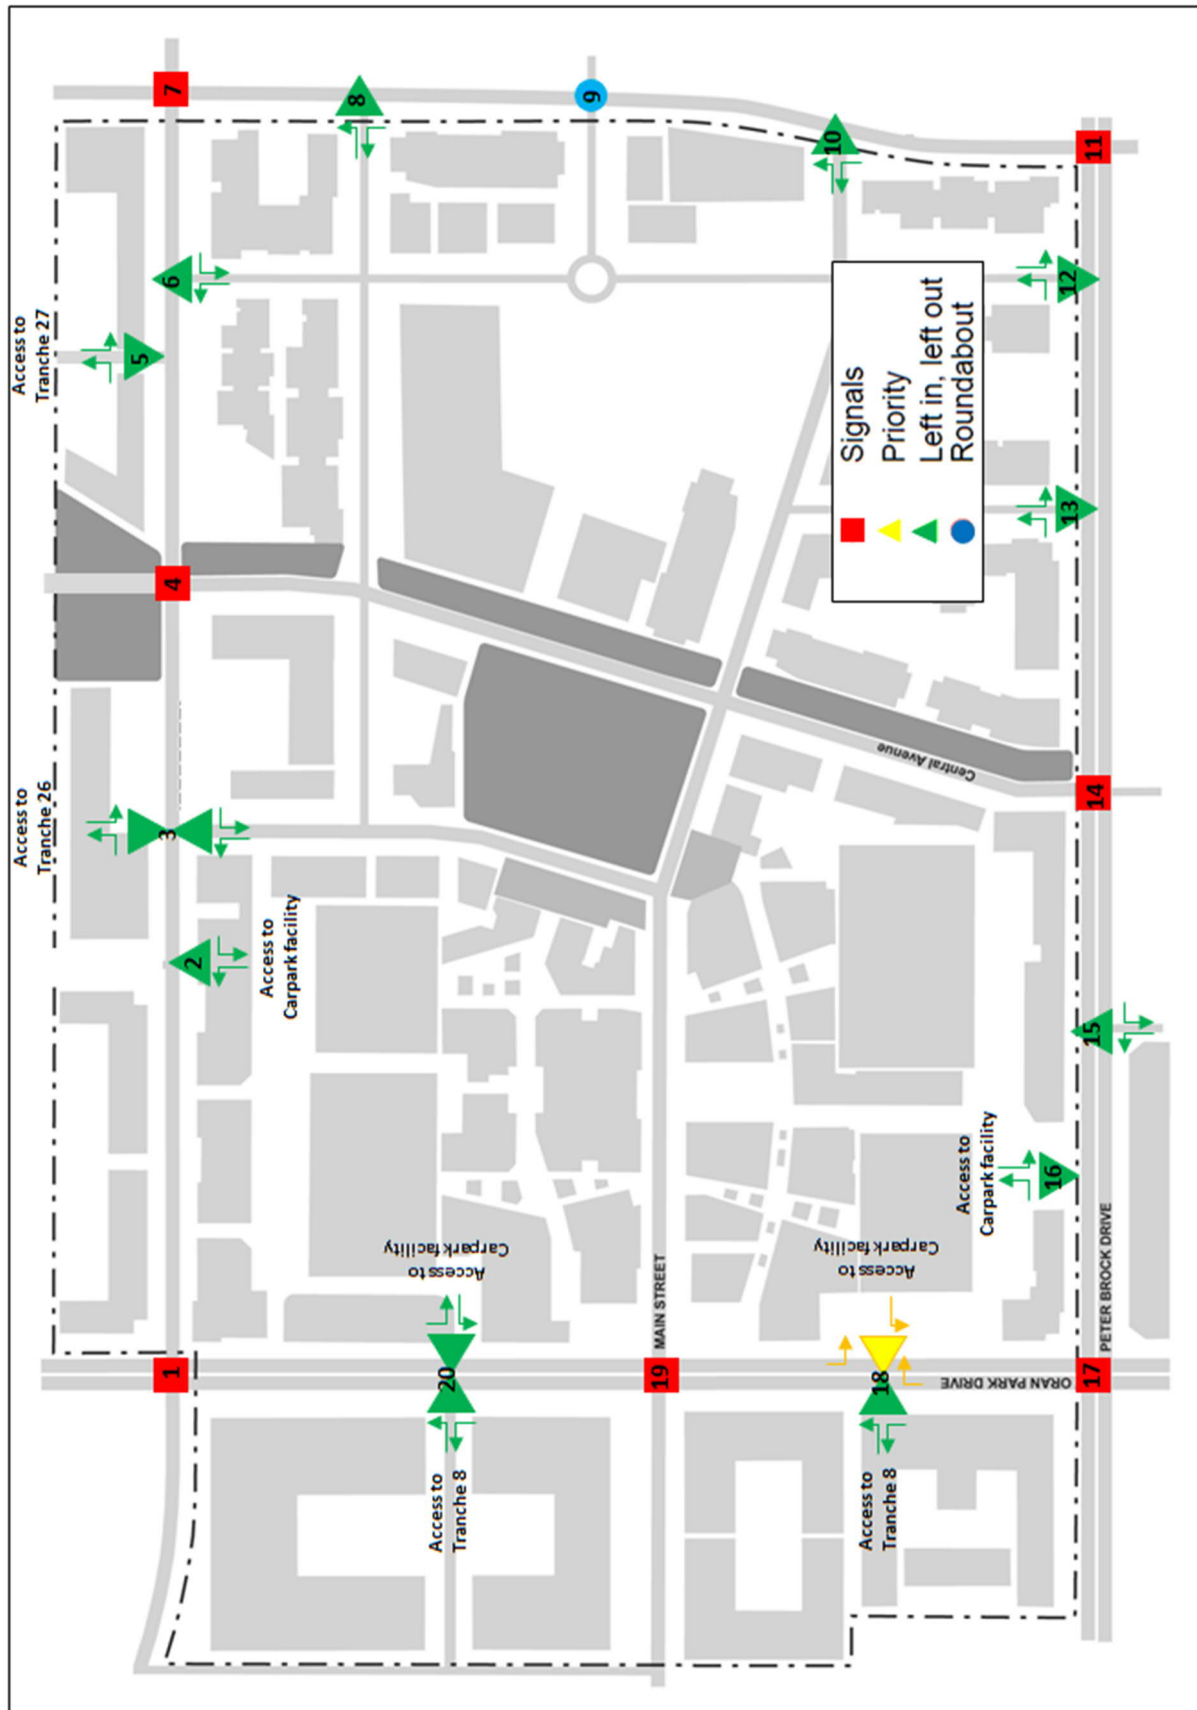 7
8
9
10
11
6
12
Access to
Tranche 27
5
Signals
Priority
Left in, left out
Roundabout
13
4
Central Avenue
14
Access to
Tranche 26
3
2
Access to
Carpark facility
15
Access to
Carpark facility
16
Access to
Carpark facility
Access to
Carpark facility
MAIN STREET
PETER BROCK DRIVE
1
20
19
18
ORAN PARK DRIVE
17
Access to
Tranche 8
Access to
Tranche 8